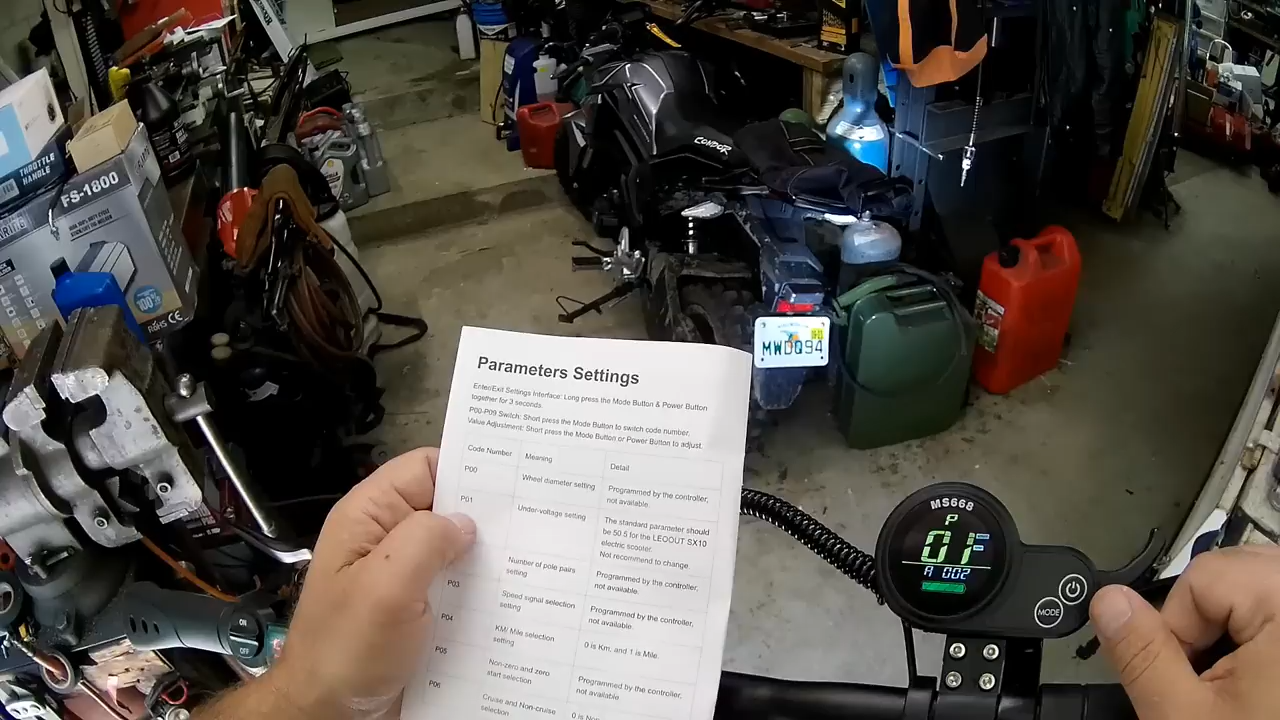 THROTTLE
HANDLE
FS-1800
RoHS CE
100%
CONDOR
MWDQ94
Parameters Settings
Enter/Exit Settings Interface: Long press the Mode Button & Power Button
together for 3 seconds.
P00-P09 Switch: Short press the Mode Button to switch code number,
Value Adjustment: Short press the Mode Button or Power Button to adjust.
Code Number Meaning Detail
P00 Wheel diameter setting Programmed by the controller,
not available.
P01 Under-voltage setting The standard parameter should
be 50.5 for the LEOOUT SX10
electric scooter.
Not recommend to change
Number of pole pairs
setting Programmed by the controller,
not available.
P03 Speed signal selection
setting Programmed by the controller,
not available.
P04 KM/ Mile selection
setting 0 is Km. and 1 is Mile.
P05 Non-zero and zero
start selection Programmed by the controller,
not available
P06 Cruise and Non-cruise
selection
MS668
P
01
A 002
MODE
ON
OFF